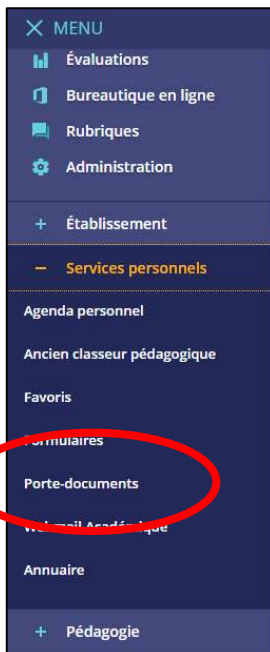 MENU
Évaluations
Bureautique en ligne
Rubriques
Administration
+ Établissement
− Services personnels
Agenda personnel
Ancien classeur pédagogique
Favoris
Formulaires
Porte-documents
Webmail Académique
Annuaire
+ Pédagogie